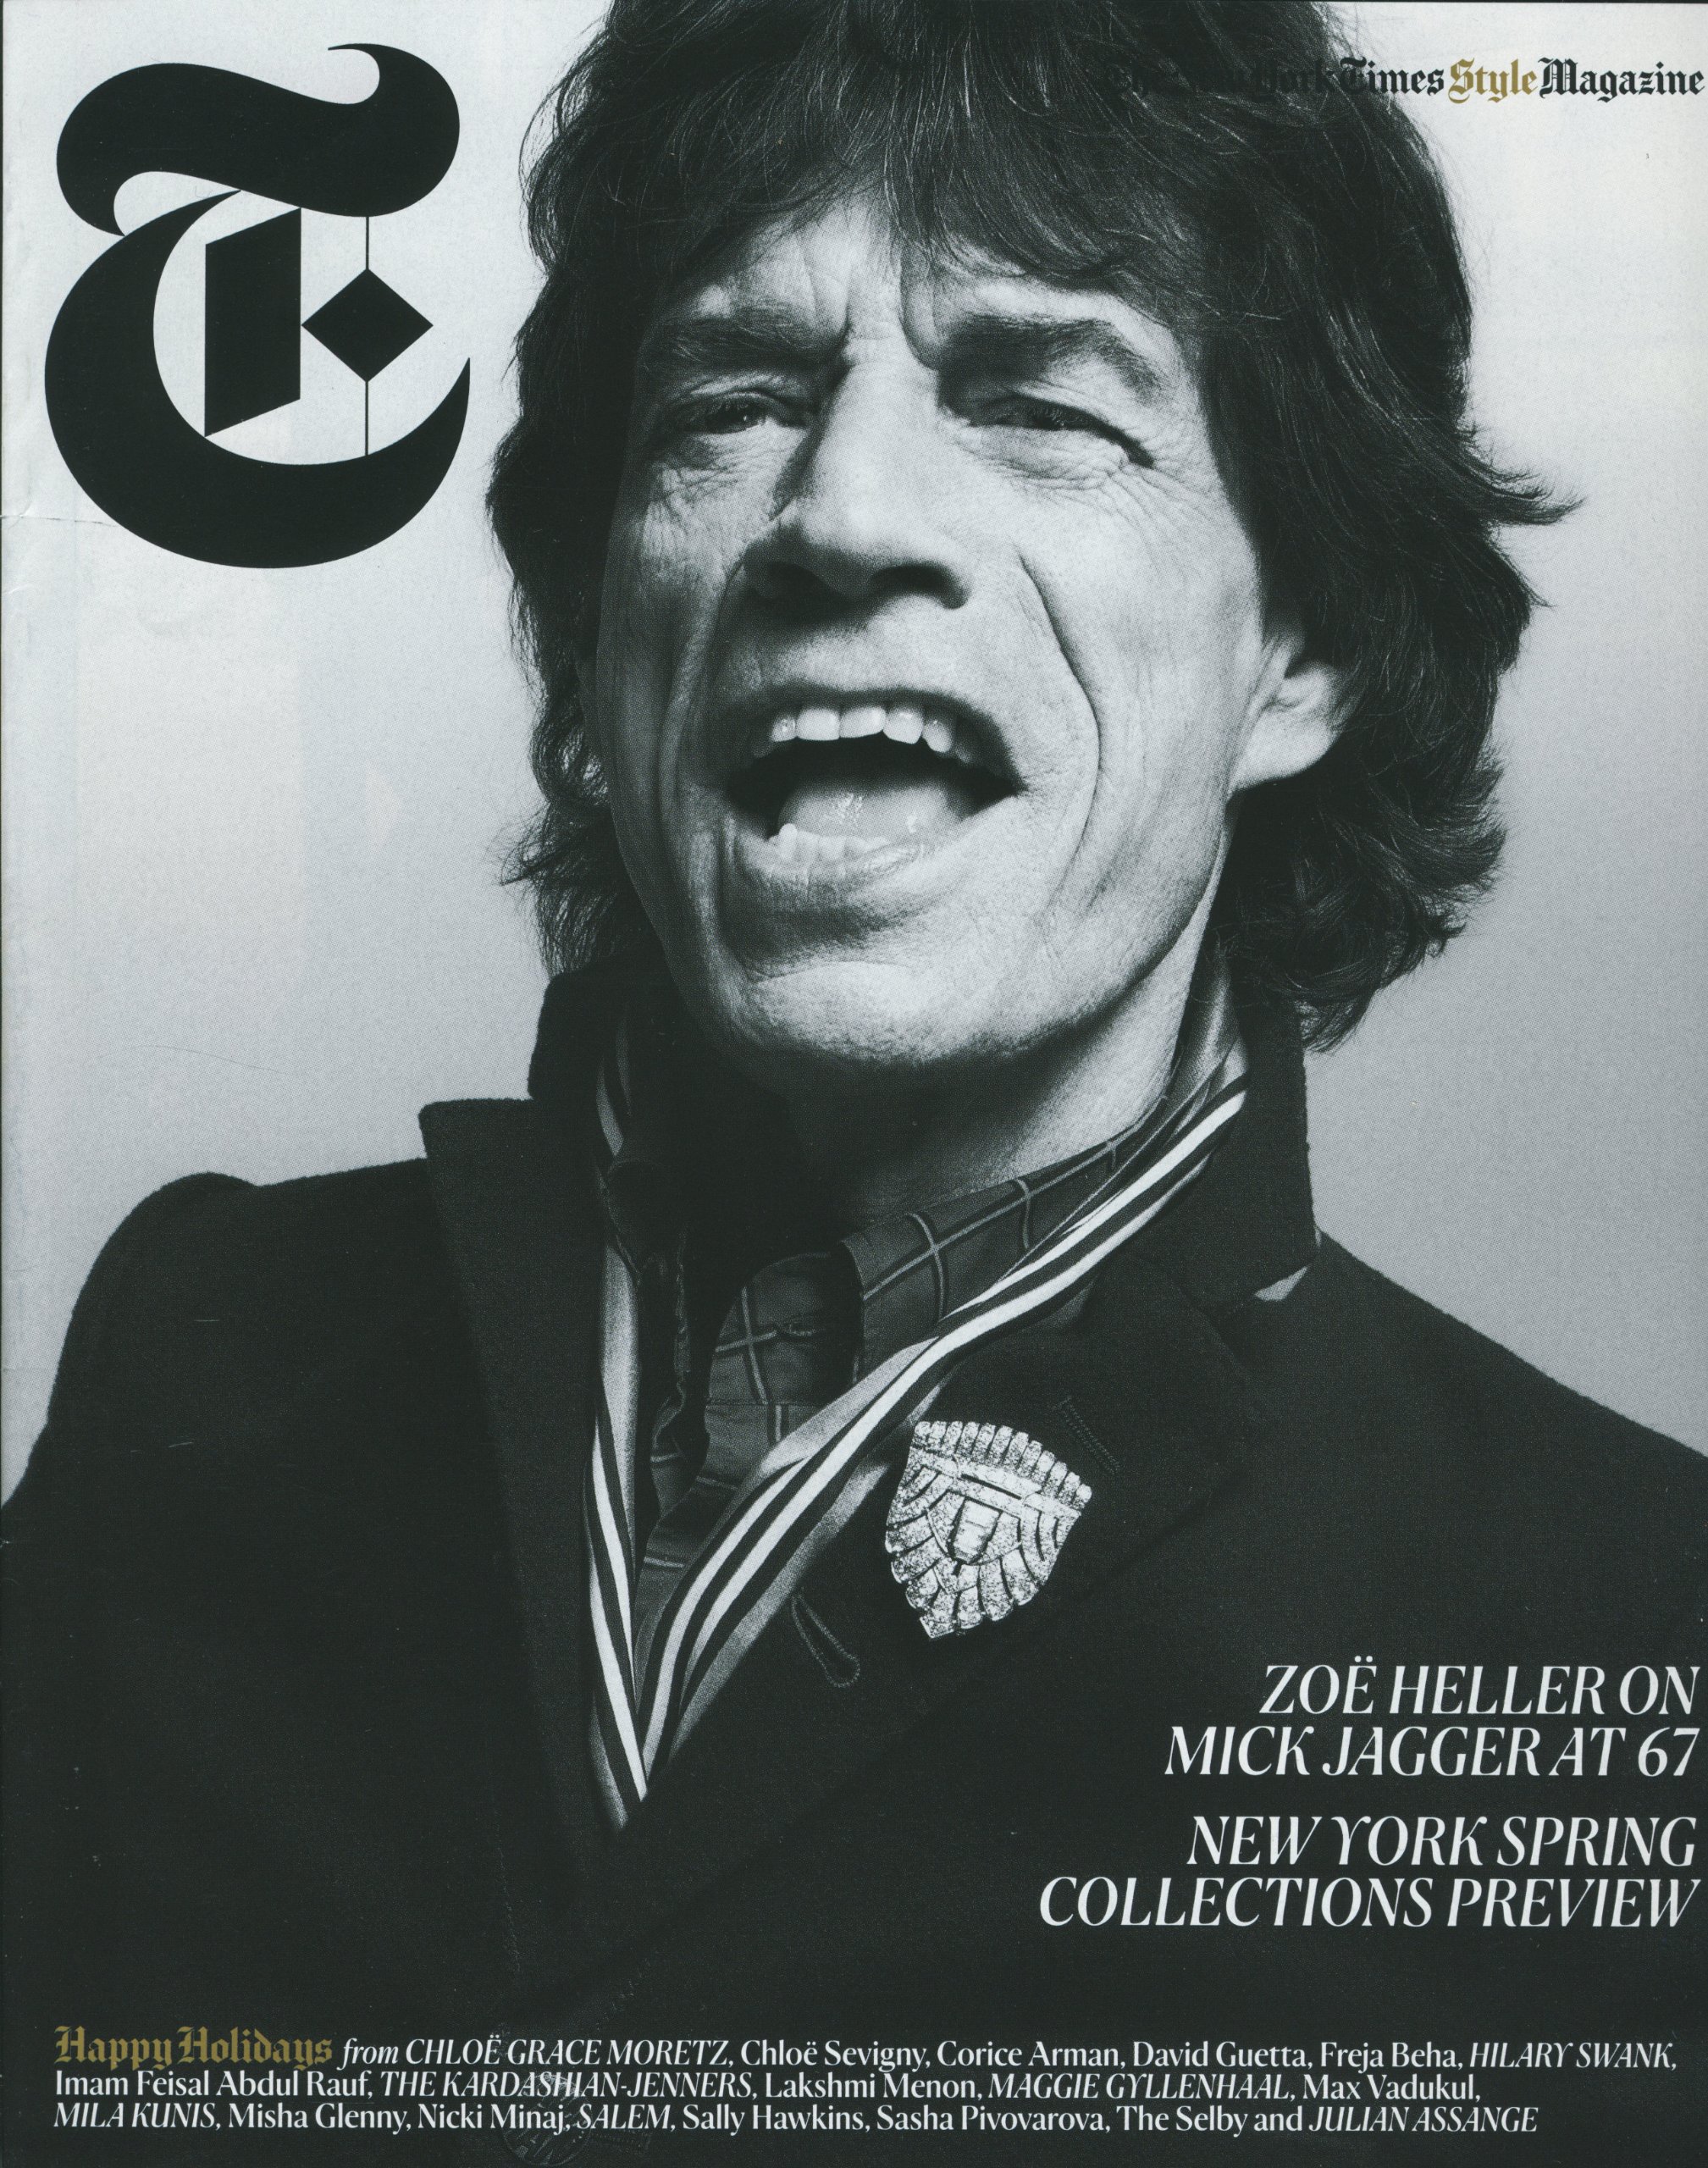 T
The New York Times Style Magazine
ZOË HELLER ON
MICK JAGGER AT 67
NEW YORK SPRING
COLLECTIONS PREVIEW
Happy Holidays from CHLOË GRACE MORETZ, Chloë Sevigny, Corice Arman, David Guetta, Freja Beha, HILARY SWANK,
Imam Feisal Abdul Rauf, THE KARDASHIAN-JENNERS, Lakshmi Menon, MAGGIE GYLLENHAAL, Max Vadukul,
MILA KUNIS, Misha Glenny, Nicki Minaj, SALEM, Sally Hawkins, Sasha Pivovarova, The Selby and JULIAN ASSANGE